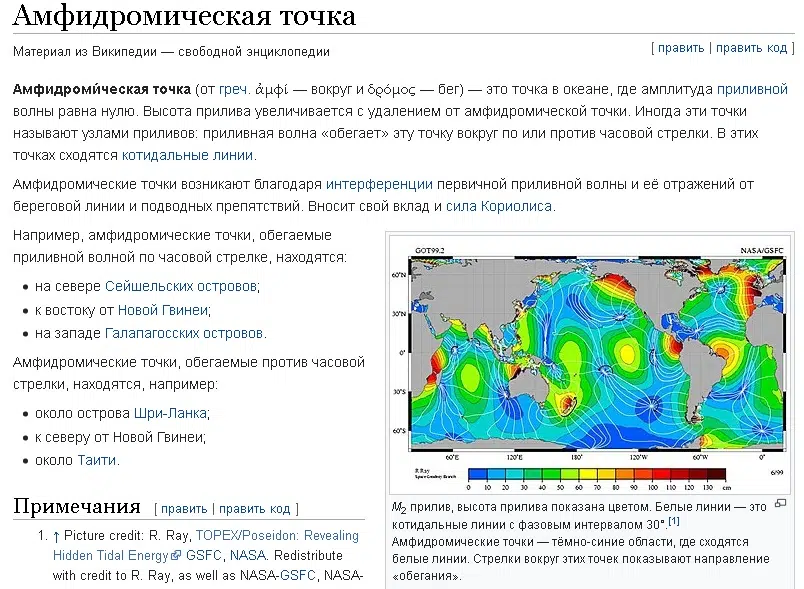 Амфидромическая точка
Материал из Википедии — свободной энциклопедии
[ править | править код ]
Амфидроми́ческая точка (от греч. ἀμφί — вокруг и δρόμος — бег) — это точка в океане, где амплитуда приливной
волны равна нулю. Высота прилива увеличивается с удалением от амфидромической точки. Иногда эти точки
называют узлами приливов: приливная волна «обегает» эту точку вокруг по или против часовой стрелки. В этих
точках сходятся котидальные линии.
Амфидромические точки возникают благодаря интерференции первичной приливной волны и её отражений от
береговой линии и подводных препятствий. Вносит свой вклад и сила Кориолиса.
Например, амфидромические точки, обегаемые
приливной волной по часовой стрелке, находятся:
• на севере Сейшельских островов;
• к востоку от Новой Гвинеи;
• на западе Галапагосских островов.
Амфидромические точки, обегаемые против часовой
стрелки, находятся, например:
• около острова Шри-Ланка;
• к северу от Новой Гвинеи;
• около Таити.
Примечания [ править | править код ]
1. ↑ Picture credit: R. Ray, TOPEX/Poseidon: Revealing
Hidden Tidal Energy GSFC, NASA. Redistribute
with credit to R. Ray, as well as NASA-GSFC, NASA-
GOT99.2 NASA/GSFC
60°N
30°N
0°
30°S
60°S
60°E 120°E 180° 120°W 60°W 0°
R Ray
Space Geodesy Branch
6/99
0 10 20 30 40 50 60 70 80 90 100 110 120 130 cm
M2 прилив, высота прилива показана цветом. Белые линии — это
котидальные линии с фазовым интервалом 30°.[1]
Амфидромические точки — тёмно-синие области, где сходятся
белые линии. Стрелки вокруг этих точек показывают направление
«обегания».